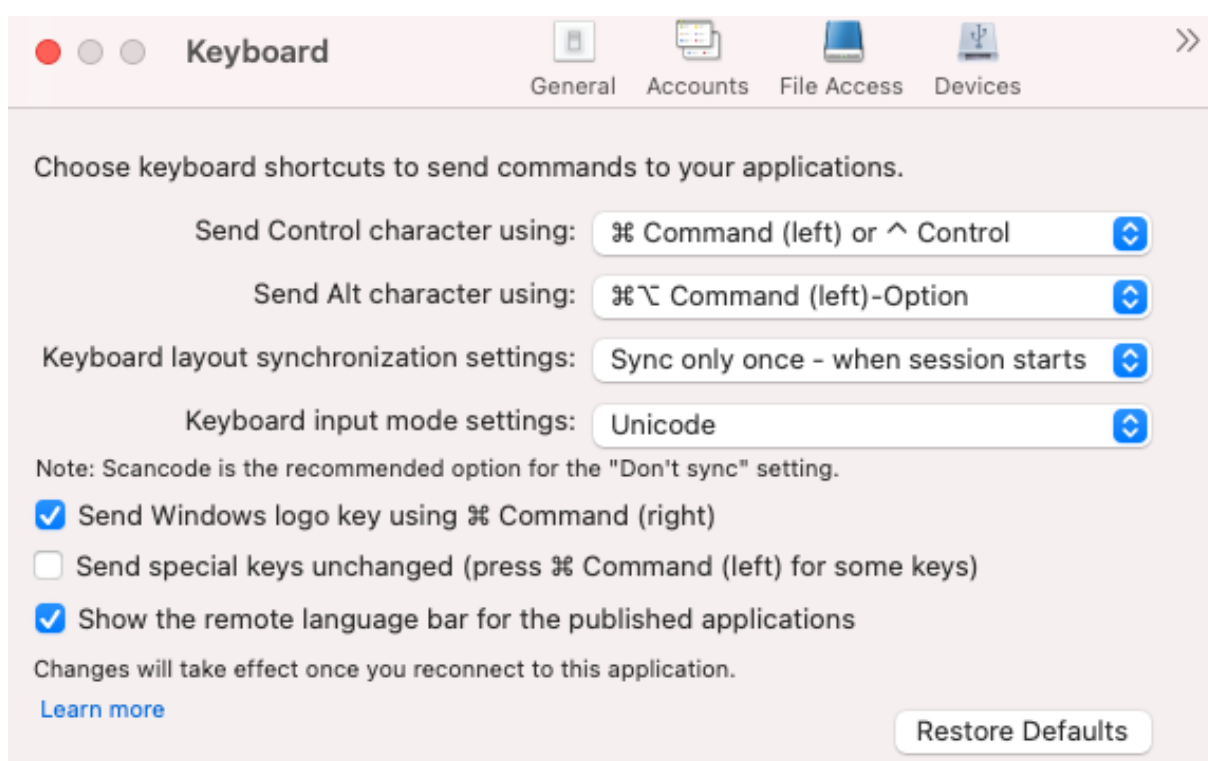 Keyboard
General Accounts File Access Devices
Choose keyboard shortcuts to send commands to your applications.
Send Control character using: ⌘ Command (left) or ^ Control
Send Alt character using: ⌘⌥ Command (left)-Option
Keyboard layout synchronization settings: Sync only once - when session starts
Keyboard input mode settings: Unicode
Note: Scancode is the recommended option for the "Don't sync" setting.
Send Windows logo key using ⌘ Command (right)
Send special keys unchanged (press ⌘ Command (left) for some keys)
Show the remote language bar for the published applications
Changes will take effect once you reconnect to this application.
Learn more
Restore Defaults